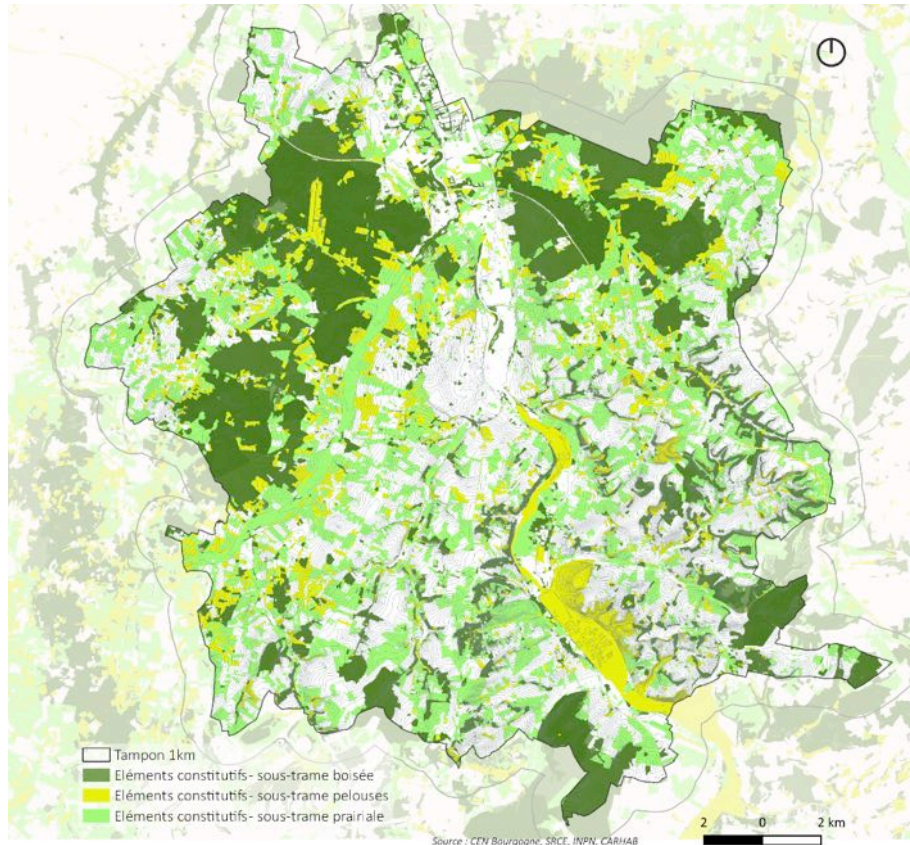 Tampon 1km
Eléments constitutifs- sous-trame boisée
Eléments constitutifs- sous-trame pelouses
Eléments constitutifs- sous-trame prairiale
Source : CEN Bourgogne, SRCE, INPN, CARHAB
2 0 2 km